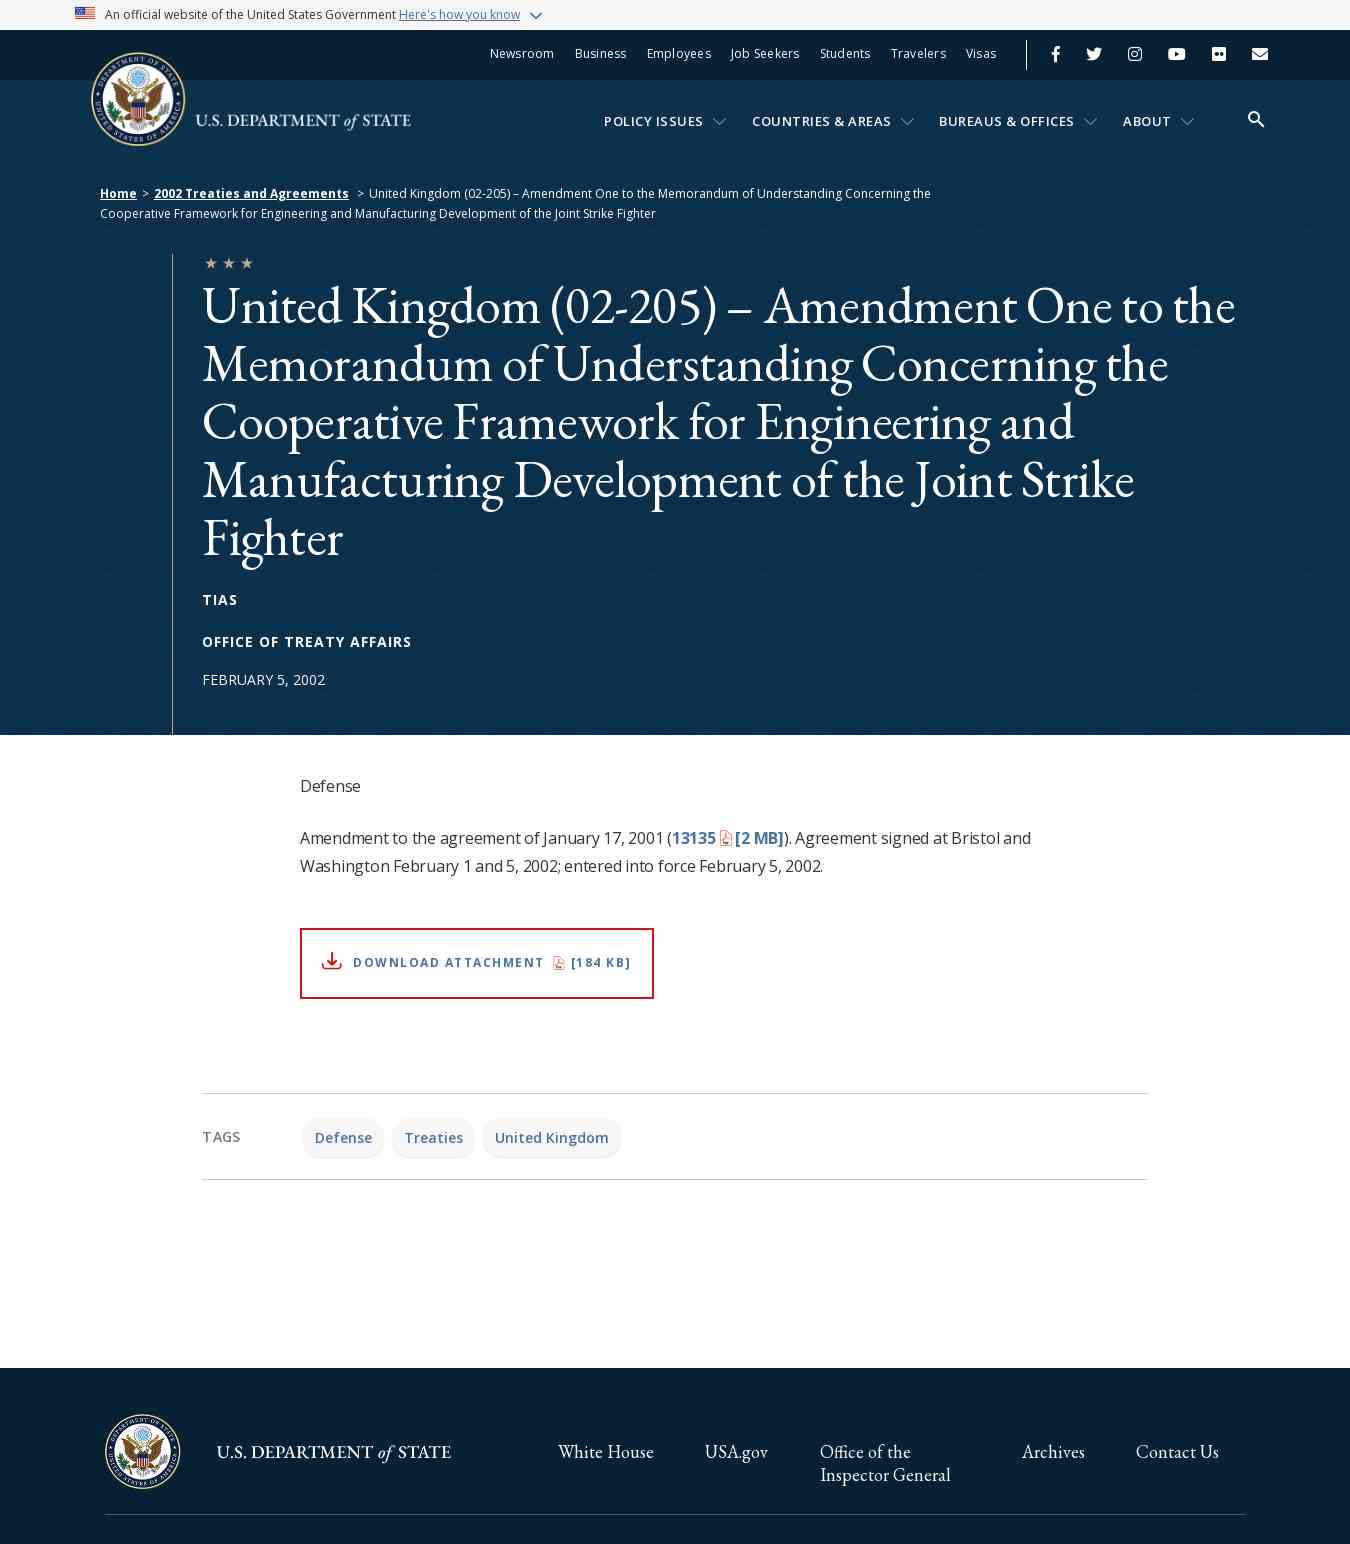 An official website of the United States Government Here's how you know
Newsroom Business Employees Job Seekers Students Travelers Visas
U.S. DEPARTMENT of STATE
POLICY ISSUES COUNTRIES & AREAS BUREAUS & OFFICES ABOUT
Home > 2002 Treaties and Agreements > United Kingdom (02-205) – Amendment One to the Memorandum of Understanding Concerning the
Cooperative Framework for Engineering and Manufacturing Development of the Joint Strike Fighter
United Kingdom (02-205) – Amendment One to the
Memorandum of Understanding Concerning the
Cooperative Framework for Engineering and
Manufacturing Development of the Joint Strike
Fighter
TIAS
OFFICE OF TREATY AFFAIRS
FEBRUARY 5, 2002
Defense
Amendment to the agreement of January 17, 2001 (13135 [2 MB]). Agreement signed at Bristol and
Washington February 1 and 5, 2002; entered into force February 5, 2002.
DOWNLOAD ATTACHMENT [184 KB]
TAGS Defense Treaties United Kingdom
U.S. DEPARTMENT of STATE
White House USA.gov Office of the Archives Contact Us
Inspector General